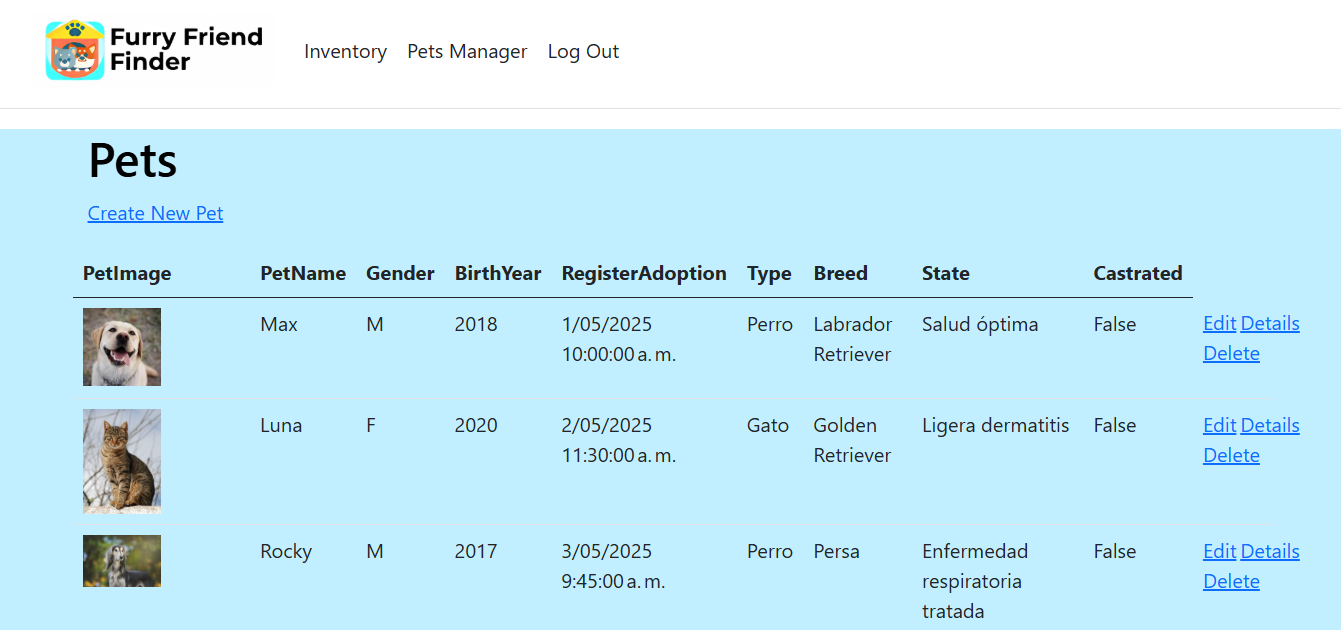 Furry Friend
Finder
Inventory Pets Manager Log Out
Pets
Create New Pet
PetImage PetName Gender BirthYear RegisterAdoption Type Breed State Castrated
Max M 2018 1/05/2025 Perro Labrador Salud óptima False Edit Details
10:00:00 a. m. Retriever Delete
Luna F 2020 2/05/2025 Gato Golden Ligera dermatitis False Edit Details
11:30:00 a. m. Retriever Delete
Rocky M 2017 3/05/2025 Perro Persa Enfermedad False Edit Details
9:45:00 a. m. respiratoria Delete
tratada